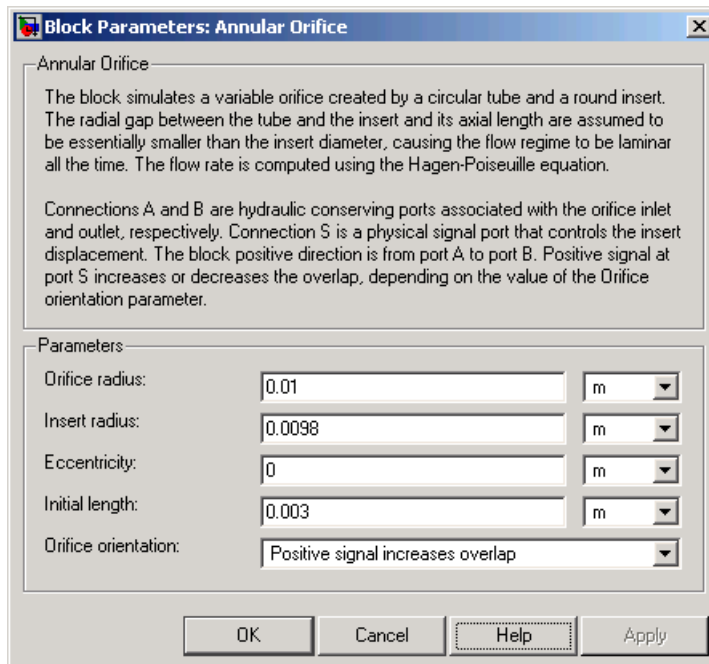 Block Parameters: Annular Orifice
Annular Orifice
The block simulates a variable orifice created by a circular tube and a round insert.
The radial gap between the tube and the insert and its axial length are assumed to
be essentially smaller than the insert diameter, causing the flow regime to be laminar
all the time. The flow rate is computed using the Hagen-Poiseuille equation.
Connections A and B are hydraulic conserving ports associated with the orifice inlet
and outlet, respectively. Connection S is a physical signal port that controls the insert
displacement. The block positive direction is from port A to port B. Positive signal at
port S increases or decreases the overlap, depending on the value of the Orifice
orientation parameter.
Parameters
Orifice radius: 0.01 m
Insert radius: 0.0098 m
Eccentricity: 0 m
Initial length: 0.003 m
Orifice orientation: Positive signal increases overlap
OK Cancel Help Apply